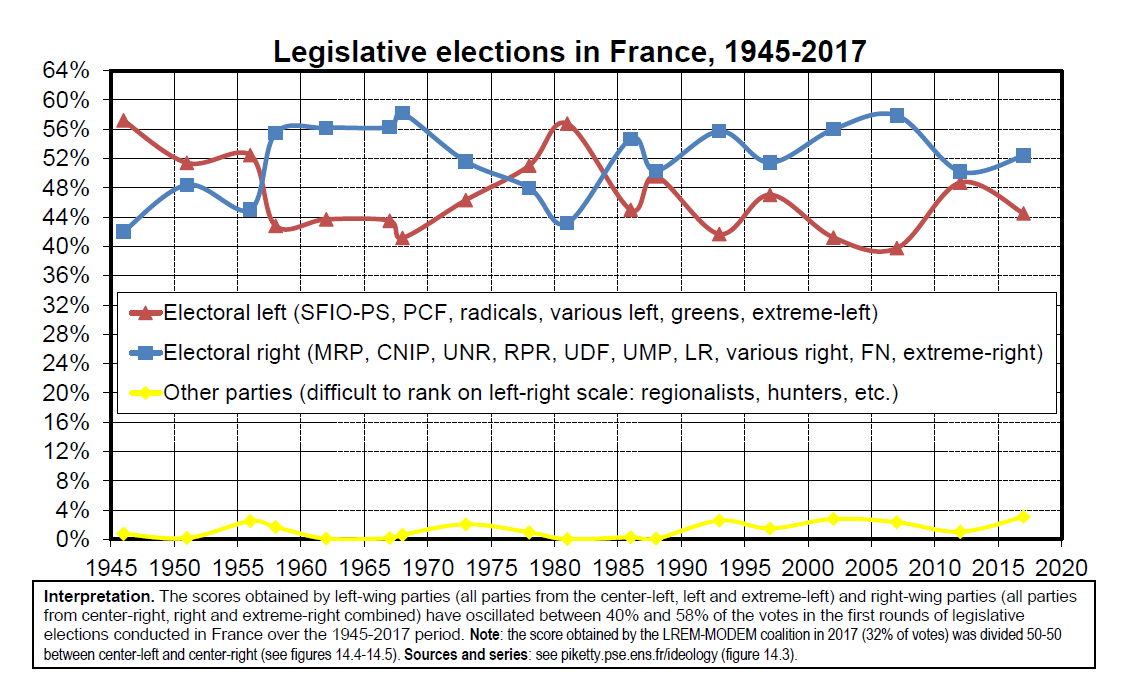 Legislative elections in France, 1945-2017
64%
60%
56%
52%
48%
44%
40%
36%
32%
28%
24%
20%
16%
12%
8%
4%
0%
Electoral left (SFIO-PS, PCF, radicals, various left, greens, extreme-left)
Electoral right (MRP, CNIP, UNR, RPR, UDF, UMP, LR, various right, FN, extreme-right)
Other parties (difficult to rank on left-right scale: regionalists, hunters, etc.)
1945 1950 1955 1960 1965 1970 1975 1980 1985 1990 1995 2000 2005 2010 2015 2020
Interpretation. The scores obtained by left-wing parties (all parties from the center-left, left and extreme-left) and right-wing parties (all parties
from center-right, right and extreme-right combined) have oscillated between 40% and 58% of the votes in the first rounds of legislative
elections conducted in France over the 1945-2017 period. Note: the score obtained by the LREM-MODEM coalition in 2017 (32% of votes) was divided 50-50
between center-left and center-right (see figures 14.4-14.5). Sources and series: see piketty.pse.ens.fr/ideology (figure 14.3).